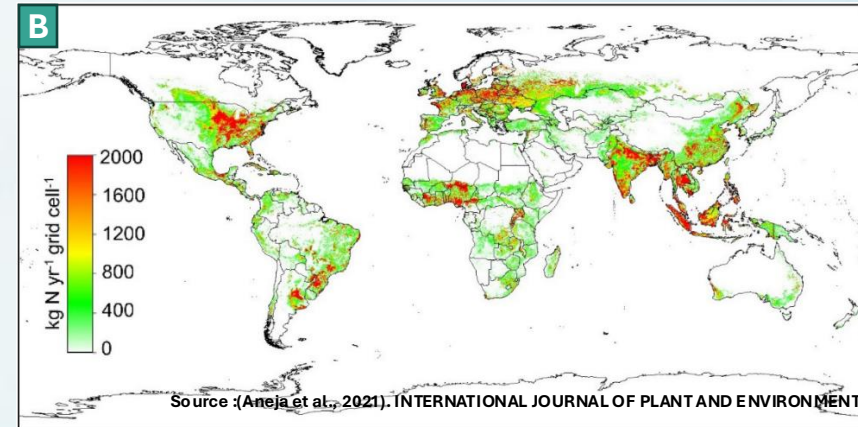 B
2000
1600
1200
800
400
0
kg N yr⁻¹ grid cell⁻¹
Source :(Aneja et al., 2021). INTERNATIONAL JOURNAL OF PLANT AND ENVIRONMENT